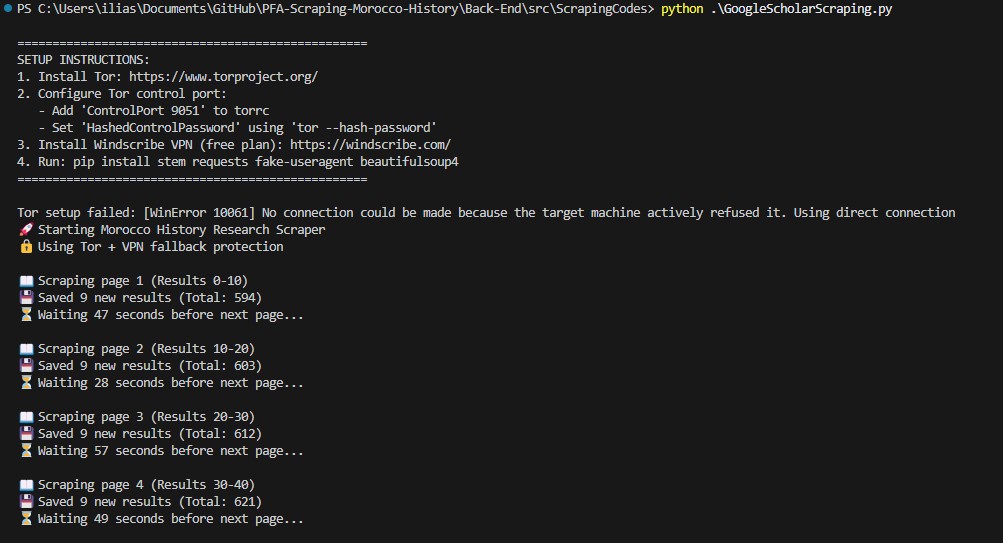 PS C:\Users\ilias\Documents\GitHub\PFA-Scraping-Morocco-History\Back-End\src\ScrapingCodes> python .\GoogleScholarScraping.py
==================================================
SETUP INSTRUCTIONS:
1. Install Tor: https://www.torproject.org/
2. Configure Tor control port:
   - Add 'ControlPort 9051' to torrc
   - Set 'HashedControlPassword' using 'tor --hash-password'
3. Install Windscribe VPN (free plan): https://windscribe.com/
4. Run: pip install stem requests fake-useragent beautifulsoup4
==================================================
Tor setup failed: [WinError 10061] No connection could be made because the target machine actively refused it. Using direct connection
🚀 Starting Morocco History Research Scraper
🔒 Using Tor + VPN fallback protection
📖 Scraping page 1 (Results 0-10)
💾 Saved 9 new results (Total: 594)
⏳ Waiting 47 seconds before next page...
📖 Scraping page 2 (Results 10-20)
💾 Saved 9 new results (Total: 603)
⏳ Waiting 28 seconds before next page...
📖 Scraping page 3 (Results 20-30)
💾 Saved 9 new results (Total: 612)
⏳ Waiting 57 seconds before next page...
📖 Scraping page 4 (Results 30-40)
💾 Saved 9 new results (Total: 621)
⏳ Waiting 49 seconds before next page...